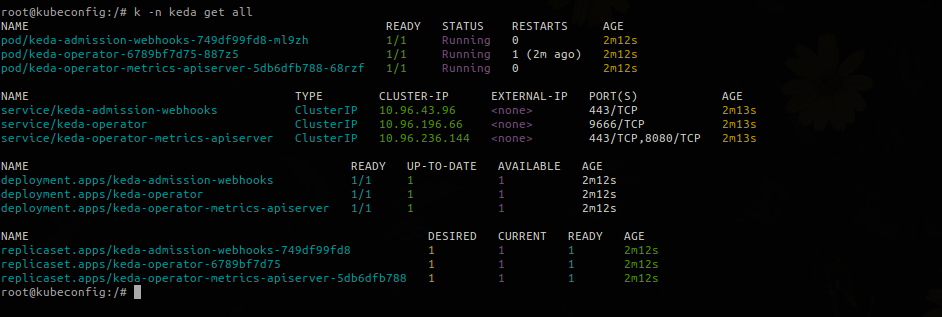 root@kubeconfig:/# k -n keda get all
NAME READY STATUS RESTARTS AGE
pod/keda-admission-webhooks-749df99fd8-ml9zh 1/1 Running 0 2m12s
pod/keda-operator-6789bf7d75-887z5 1/1 Running 1 (2m ago) 2m12s
pod/keda-operator-metrics-apiserver-5db6dfb788-68rzf 1/1 Running 0 2m12s
NAME TYPE CLUSTER-IP EXTERNAL-IP PORT(S) AGE
service/keda-admission-webhooks ClusterIP 10.96.43.96 <none> 443/TCP 2m13s
service/keda-operator ClusterIP 10.96.196.66 <none> 9666/TCP 2m13s
service/keda-operator-metrics-apiserver ClusterIP 10.96.236.144 <none> 443/TCP,8080/TCP 2m13s
NAME READY UP-TO-DATE AVAILABLE AGE
deployment.apps/keda-admission-webhooks 1/1 1 1 2m12s
deployment.apps/keda-operator 1/1 1 1 2m12s
deployment.apps/keda-operator-metrics-apiserver 1/1 1 1 2m12s
NAME DESIRED CURRENT READY AGE
replicaset.apps/keda-admission-webhooks-749df99fd8 1 1 1 2m12s
replicaset.apps/keda-operator-6789bf7d75 1 1 1 2m12s
replicaset.apps/keda-operator-metrics-apiserver-5db6dfb788 1 1 1 2m12s
root@kubeconfig:/#